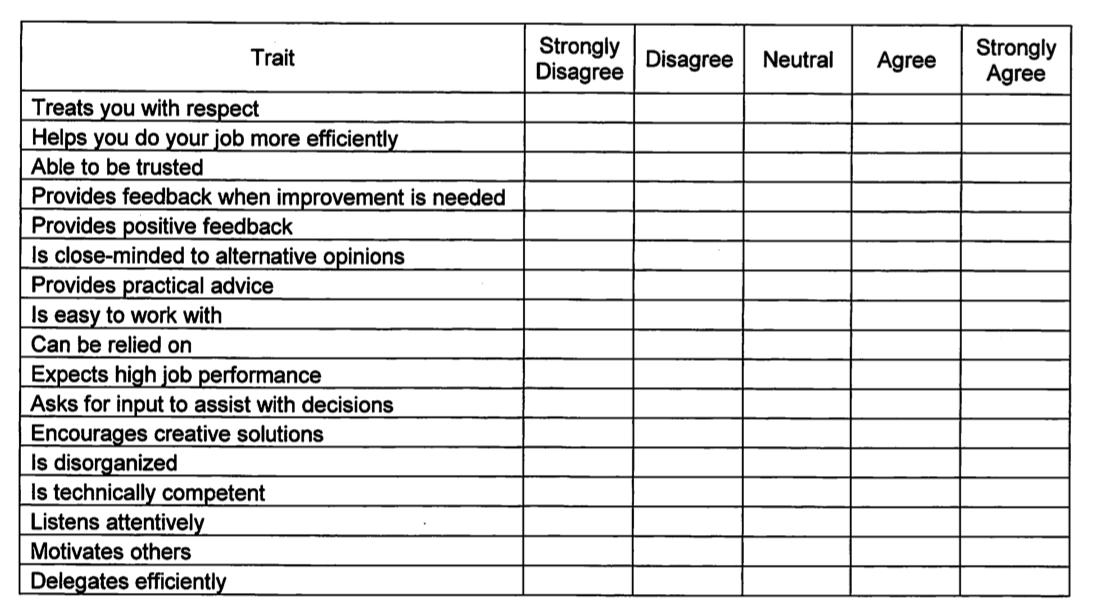 Trait
Strongly Disagree
Disagree
Neutral
Agree
Strongly Agree
Treats you with respect
Helps you do your job more efficiently
Able to be trusted
Provides feedback when improvement is needed
Provides positive feedback
Is close-minded to alternative opinions
Provides practical advice
Is easy to work with
Can be relied on
Expects high job performance
Asks for input to assist with decisions
Encourages creative solutions
Is disorganized
Is technically competent
Listens attentively
Motivates others
Delegates efficiently